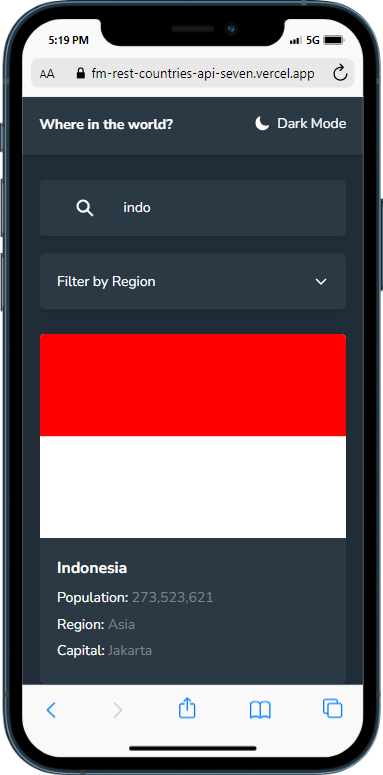 5:19 PM 5G
AA fm-rest-countries-api-seven.vercel.app
Where in the world? Dark Mode
indo
Filter by Region
Indonesia
Population: 273,523,621
Region: Asia
Capital: Jakarta